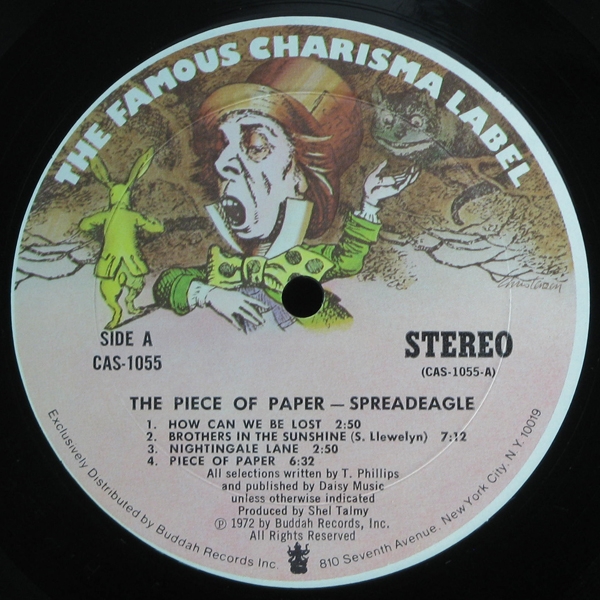 THE FAMOUS CHARISMA LABEL
SIDE A
CAS-1055
STEREO
(CAS-1055-A)
THE PIECE OF PAPER — SPREADEAGLE
1. HOW CAN WE BE LOST 2:50
2. BROTHERS IN THE SUNSHINE (S. Llewelyn) 7:12
3. NIGHTINGALE LANE 2:50
4. PIECE OF PAPER 6:32
All selections written by T. Phillips
and published by Daisy Music
unless otherwise indicated
Produced by Shel Talmy
℗ 1972 by Buddah Records, Inc.
All Rights Reserved
Exclusively Distributed by Buddah Records Inc. 810 Seventh Avenue, New York City, N.Y. 10019